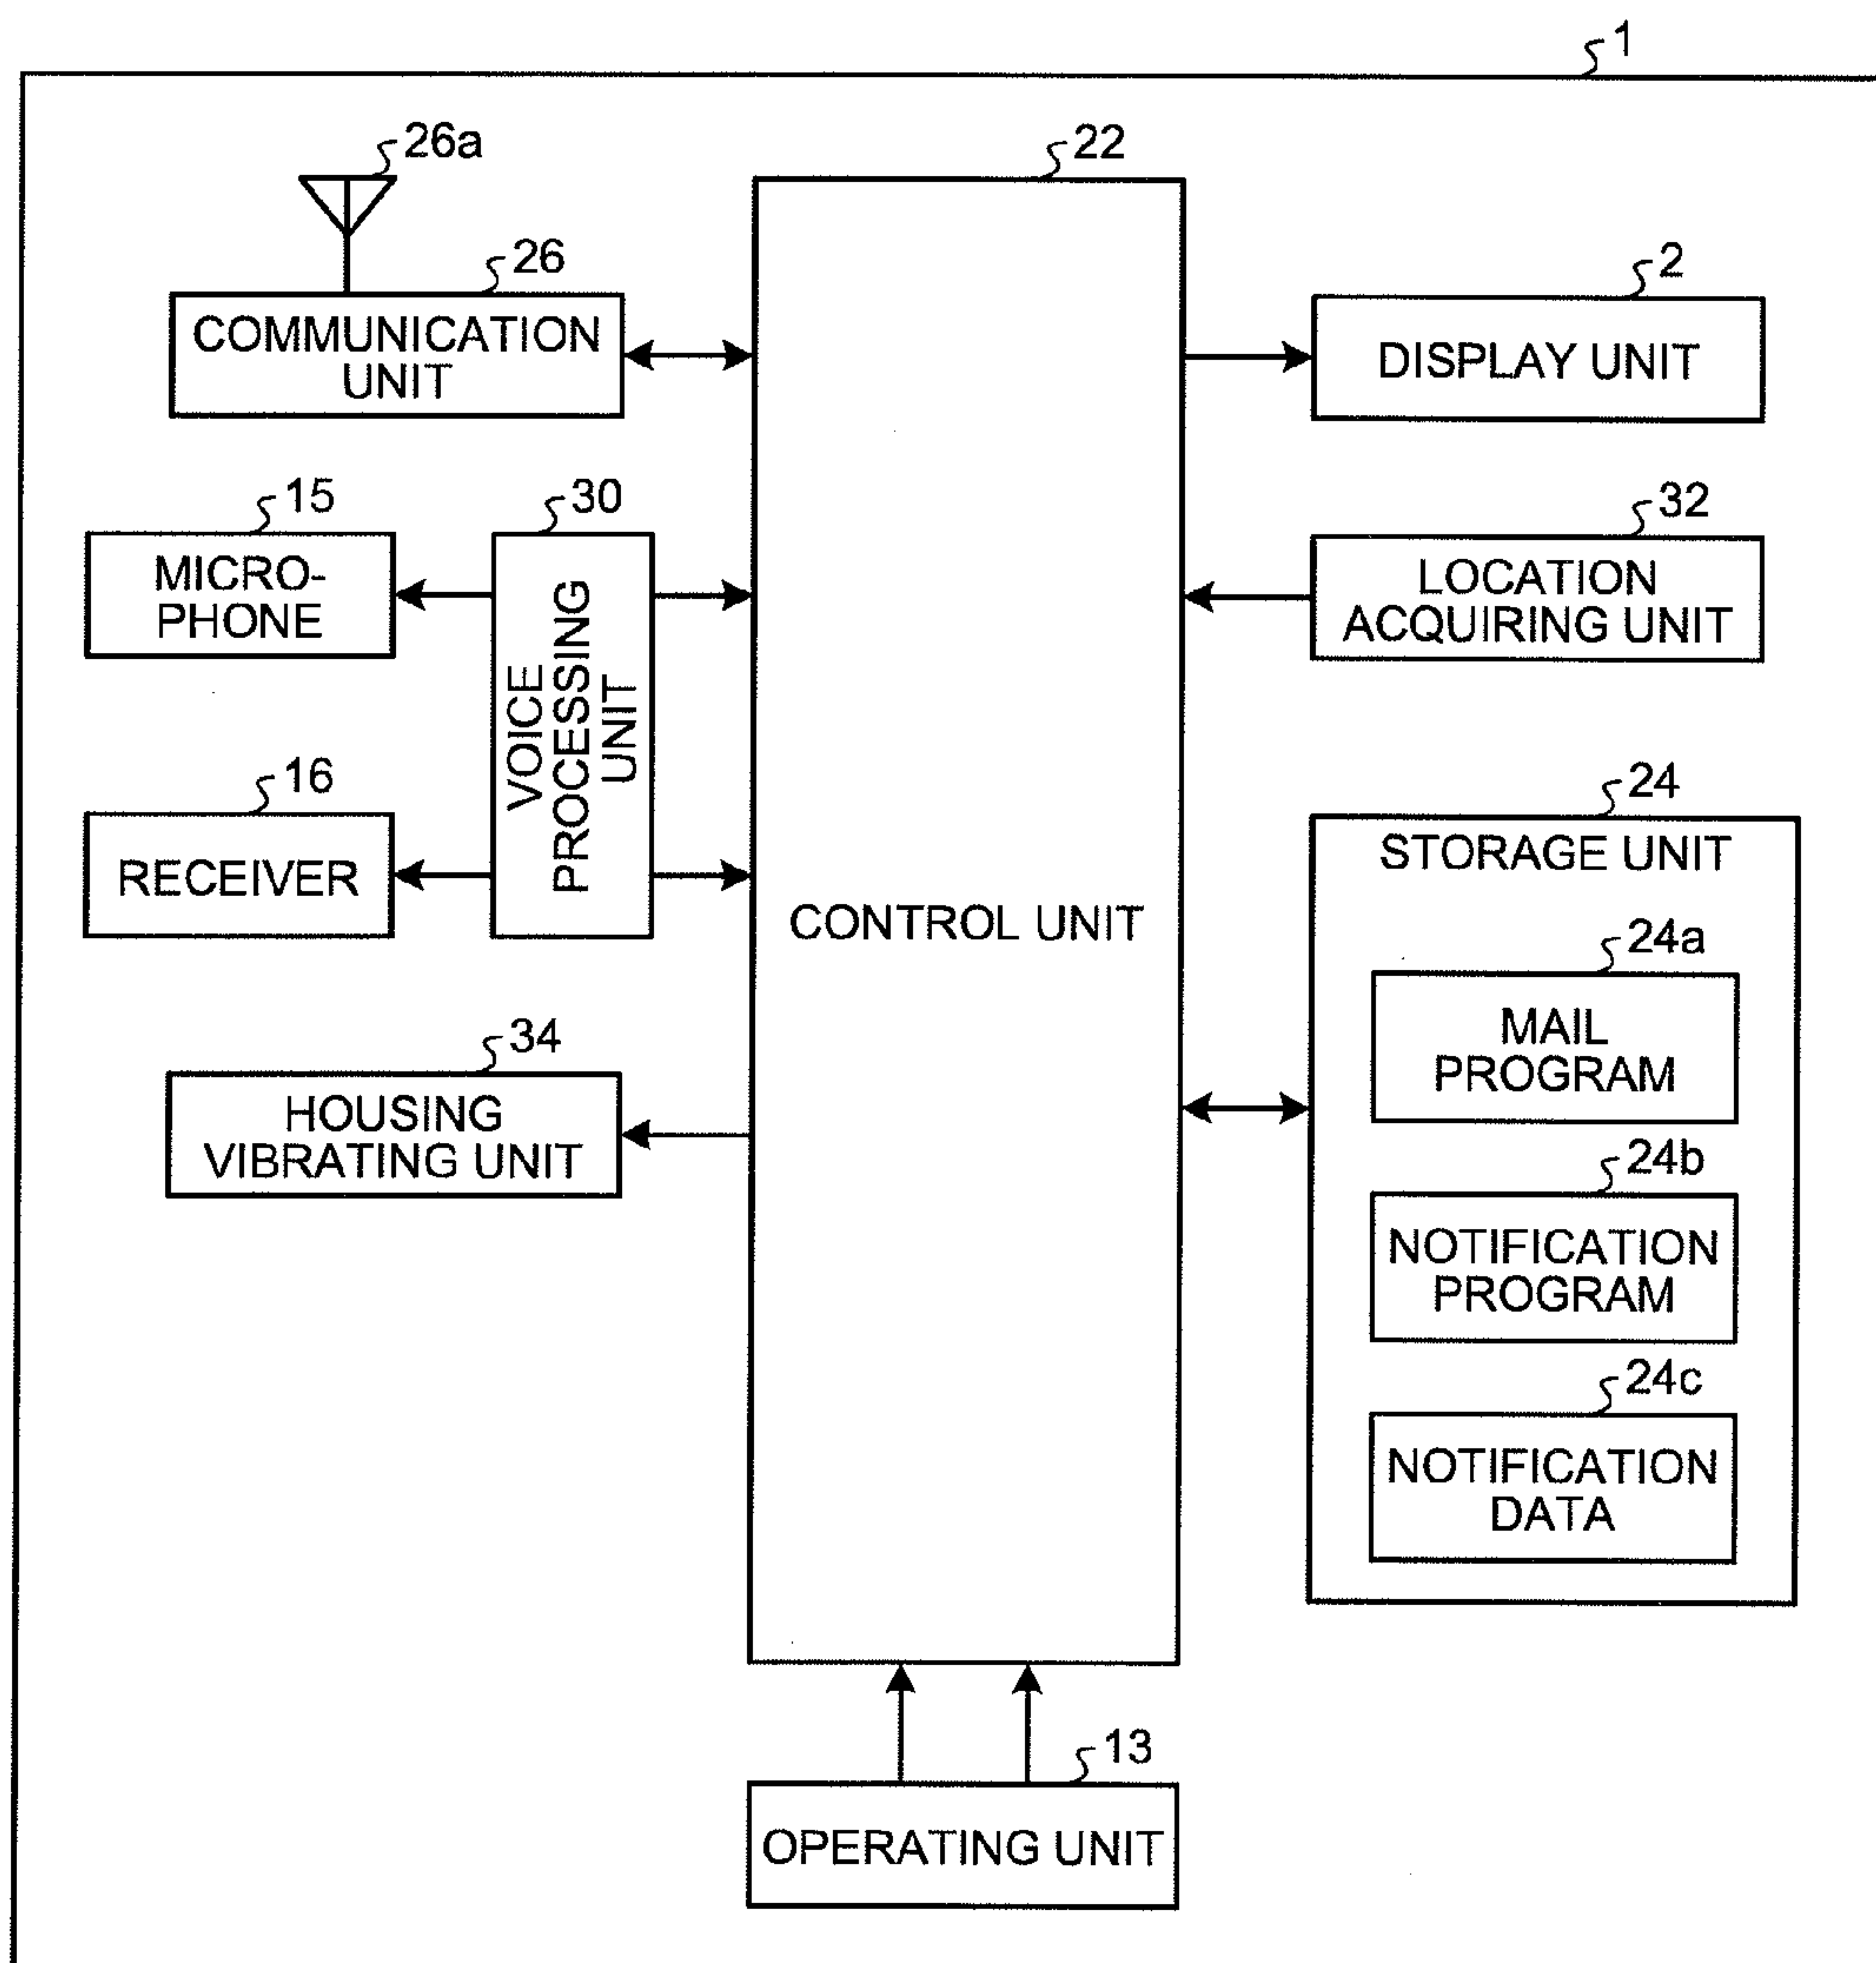 1
26a
22
26
COMMUNICATION
UNIT
2
DISPLAY UNIT
15
MICRO-
PHONE
30
VOICE
PROCESSING
UNIT
32
LOCATION
ACQUIRING UNIT
16
RECEIVER
CONTROL UNIT
24
STORAGE UNIT
24a
MAIL
PROGRAM
34
HOUSING
VIBRATING UNIT
24b
NOTIFICATION
PROGRAM
24c
NOTIFICATION
DATA
13
OPERATING UNIT